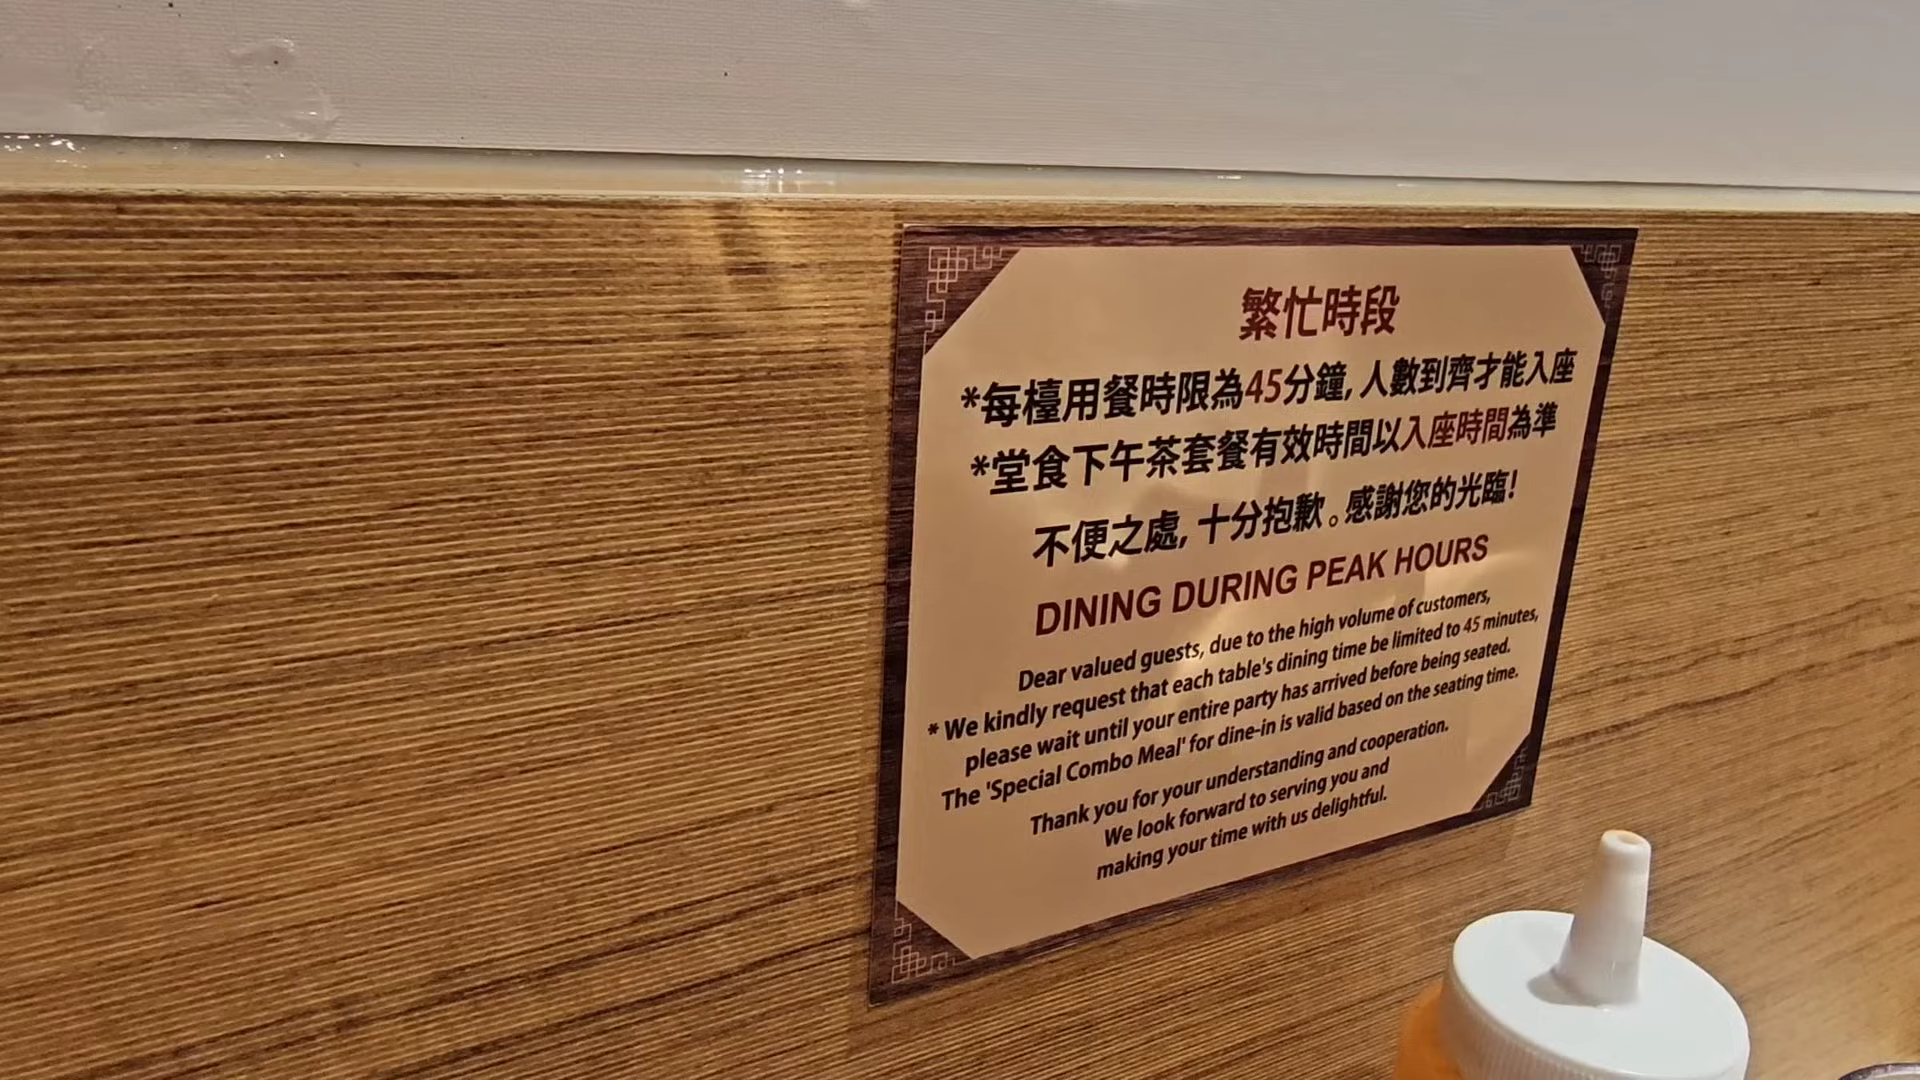 繁忙時段
*每檯用餐時限為45分鐘, 人數到齊才能入座
*堂食下午茶套餐有效時間以入座時間為準
不便之處, 十分抱歉。感謝您的光臨!
DINING DURING PEAK HOURS
Dear valued guests, due to the high volume of customers,
* We kindly request that each table's dining time be limited to 45 minutes,
please wait until your entire party has arrived before being seated.
The 'Special Combo Meal' for dine-in is valid based on the seating time.
Thank you for your understanding and cooperation.
We look forward to serving you and
making your time with us delightful.